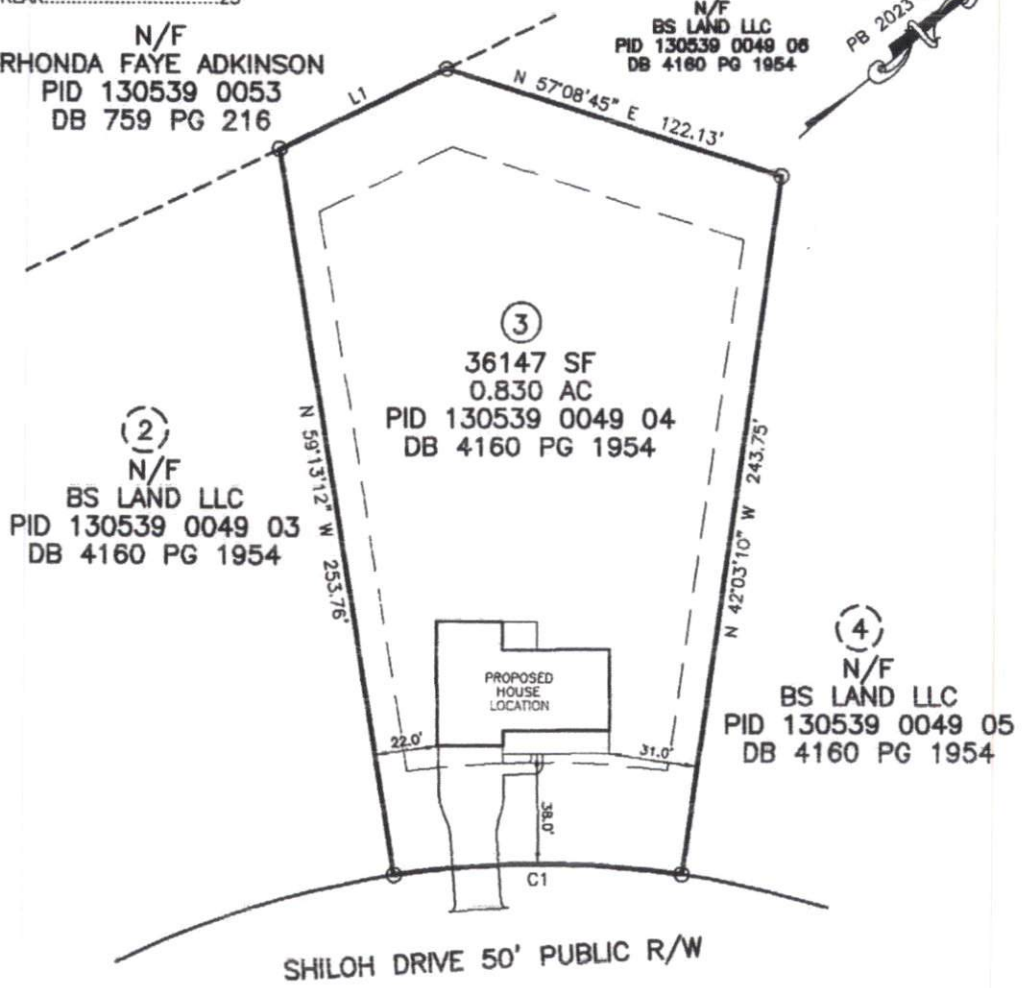 25
N/F
RHONDA FAYE ADKINSON
PID 130539 0053
DB 759 PG 216
N/F
BS LAND LLC
PID 130539 0049 06
DB 4160 PG 1954
PB 2023
L1
N 57°08'45" E 122.13'
3
36147 SF
0.830 AC
PID 130539 0049 04
DB 4160 PG 1954
2
N/F
BS LAND LLC
PID 130539 0049 03
DB 4160 PG 1954
N 59°13'12" W 253.76'
N 42°03'10" W 243.75'
4
N/F
BS LAND LLC
PID 130539 0049 05
DB 4160 PG 1954
PROPOSED
HOUSE
LOCATION
22.0'
31.0'
38.0'
C1
SHILOH DRIVE 50' PUBLIC R/W